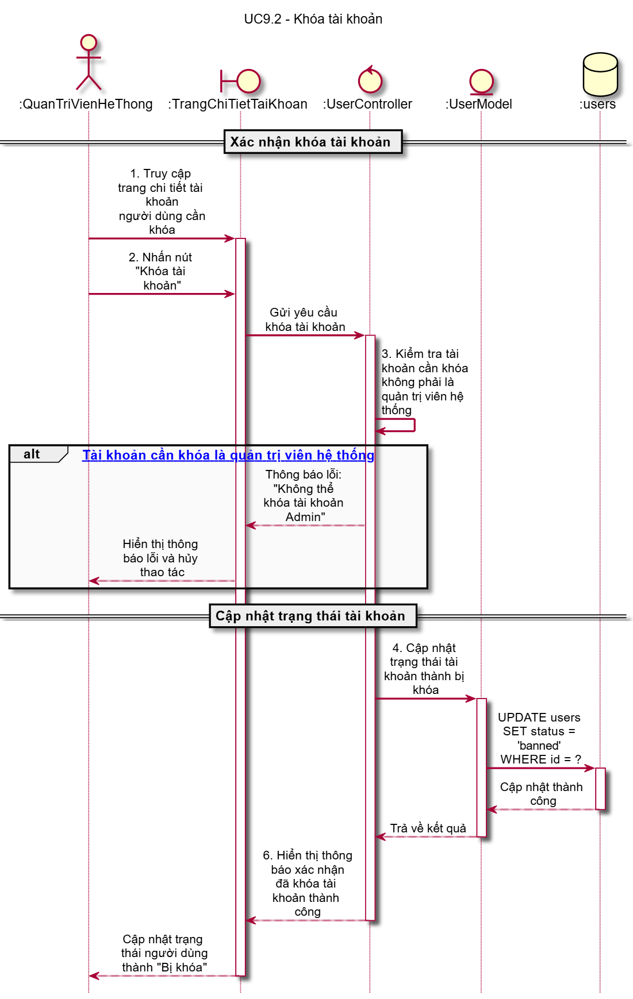 UC9.2 - Khóa tài khoản
:QuanTriVienHeThong
:TrangChiTietTaiKhoan
:UserController
:UserModel
:users
Xác nhận khóa tài khoản
1. Truy cập
trang chi tiết tài
khoản
người dùng cần
khóa
2. Nhấn nút
"Khóa tài
khoản"
Gửi yêu cầu
khóa tài khoản
3. Kiểm tra tài
khoản cần khóa
không phải là
quản trị viên hệ
thống
alt
Tài khoản cần khóa là quản trị viên hệ thống
Thông báo lỗi:
"Không thể
khóa tài khoản
Admin"
Hiển thị thông
báo lỗi và hủy
thao tác
Cập nhật trạng thái tài khoản
4. Cập nhật
trạng thái tài
khoản thành bị
khóa
UPDATE users
SET status =
'banned'
WHERE id = ?
Cập nhật thành
công
Trả về kết quả
6. Hiển thị thông
báo xác nhận
đã khóa tài
khoản thành
công
Cập nhật trạng
thái người dùng
thành "Bị khóa"